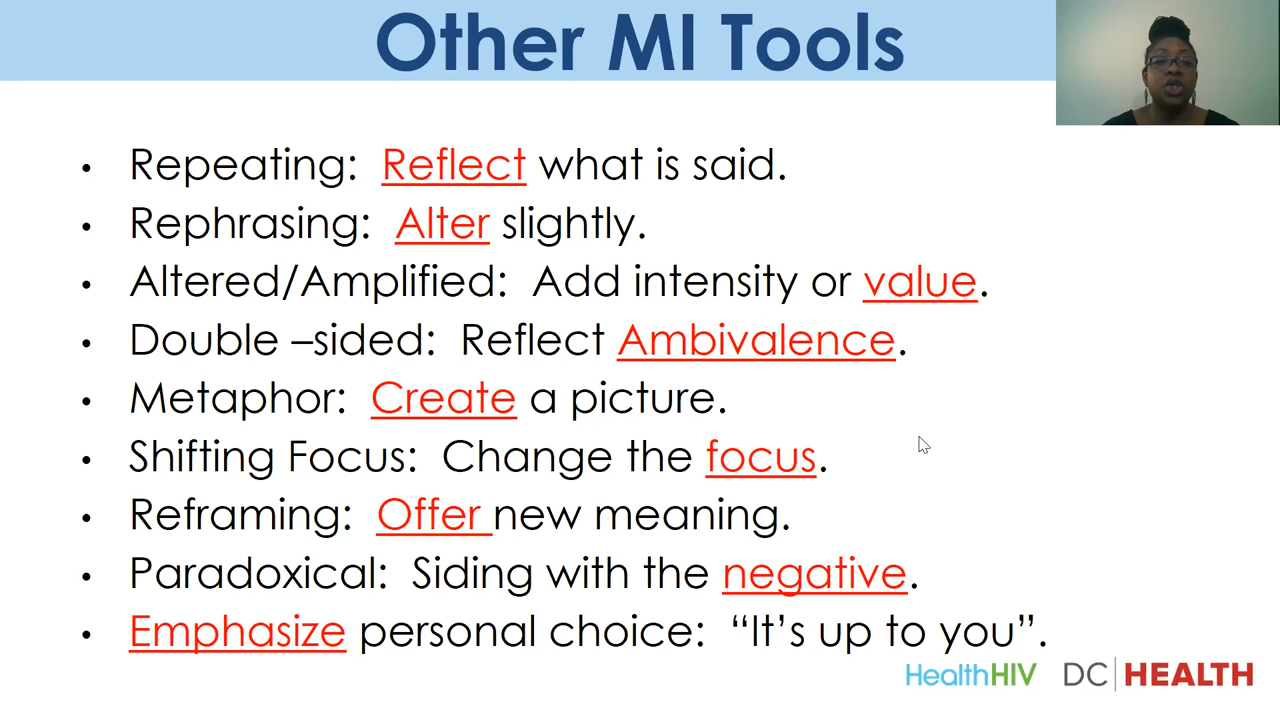 Other MI Tools
• Repeating: Reflect what is said.
• Rephrasing: Alter slightly.
• Altered/Amplified: Add intensity or value.
• Double –sided: Reflect Ambivalence.
• Metaphor: Create a picture.
• Shifting Focus: Change the focus.
• Reframing: Offer new meaning.
• Paradoxical: Siding with the negative.
• Emphasize personal choice: “It’s up to you”.
HealthHIV DC|HEALTH